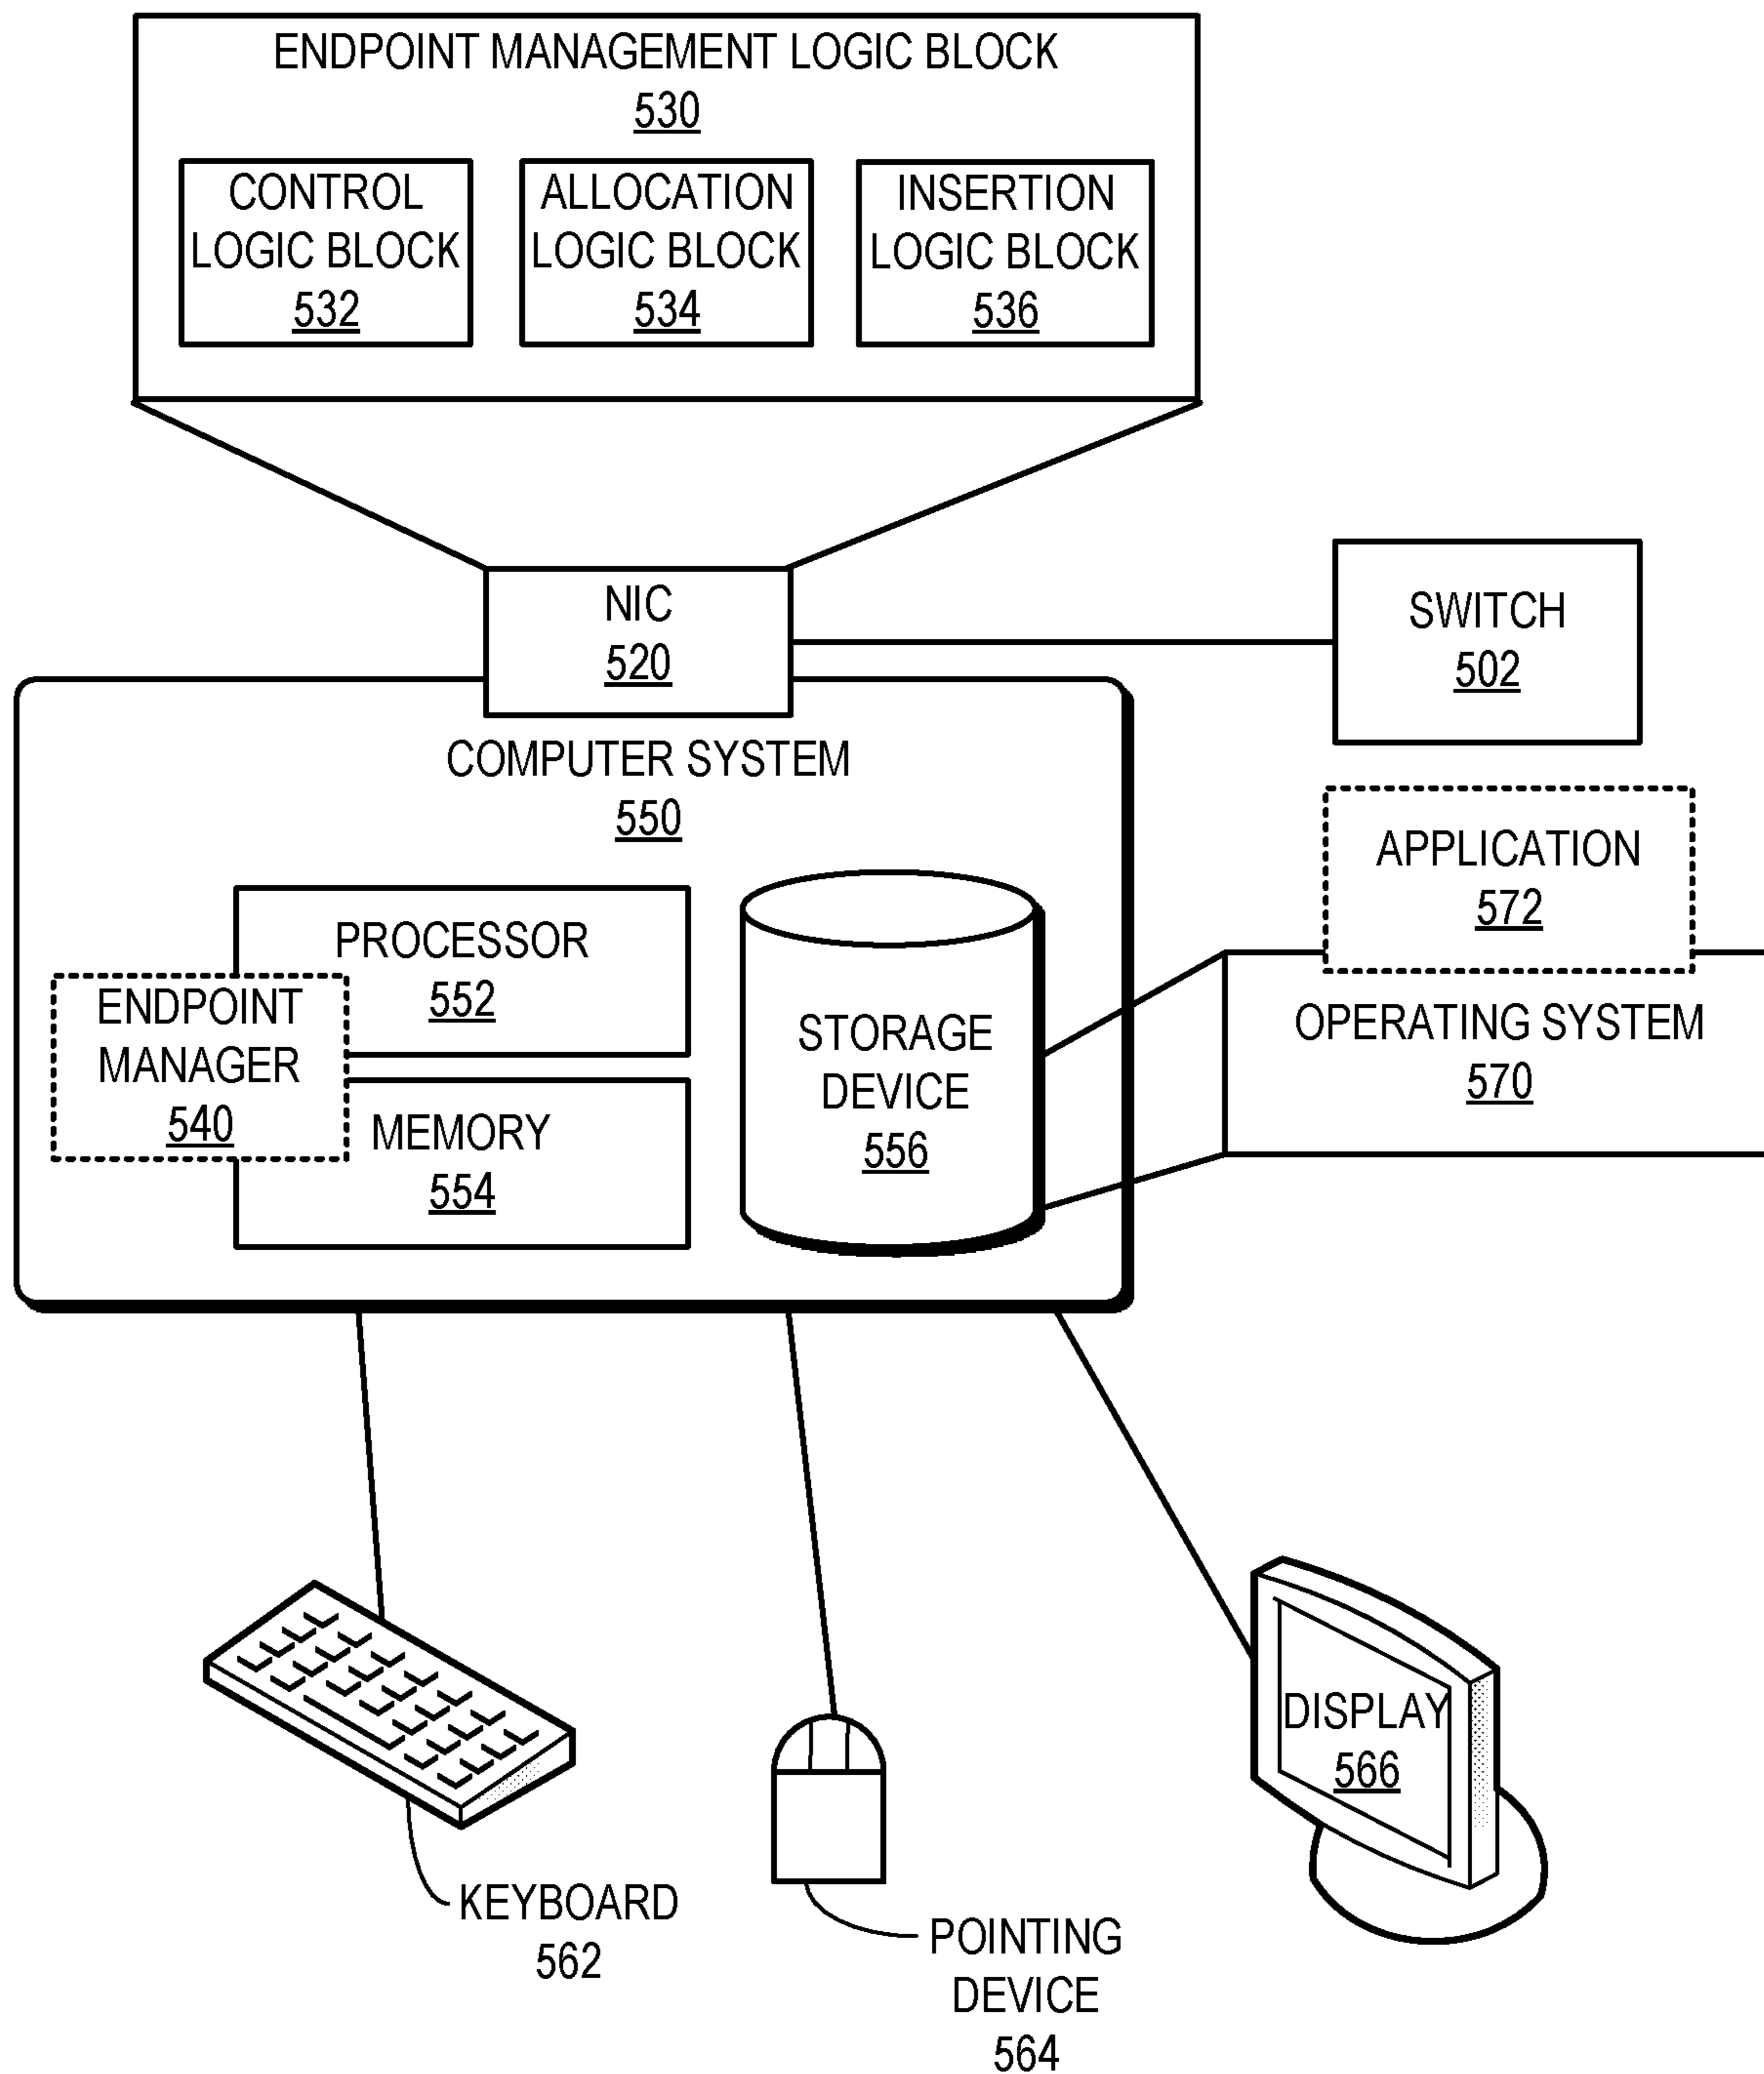 ENDPOINT MANAGEMENT LOGIC BLOCK
530
CONTROL
LOGIC BLOCK
532
ALLOCATION
LOGIC BLOCK
534
INSERTION
LOGIC BLOCK
536
NIC
520
SWITCH
502
COMPUTER SYSTEM
550
APPLICATION
572
PROCESSOR
552
ENDPOINT
MANAGER
540
MEMORY
554
STORAGE
DEVICE
556
OPERATING SYSTEM
570
DISPLAY
566
KEYBOARD
562
POINTING
DEVICE
564